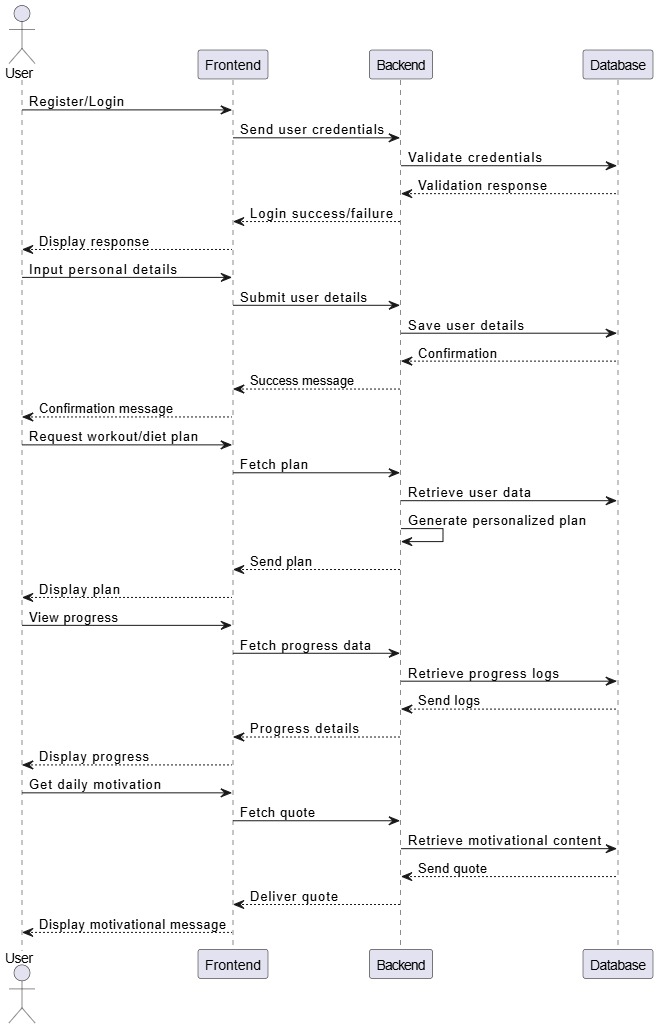 User
Frontend
Backend
Database
Register/Login
Send user credentials
Validate credentials
Validation response
Login success/failure
Display response
Input personal details
Submit user details
Save user details
Confirmation
Success message
Confirmation message
Request workout/diet plan
Fetch plan
Retrieve user data
Generate personalized plan
Send plan
Display plan
View progress
Fetch progress data
Retrieve progress logs
Send logs
Progress details
Display progress
Get daily motivation
Fetch quote
Retrieve motivational content
Send quote
Deliver quote
Display motivational message
User
Frontend
Backend
Database